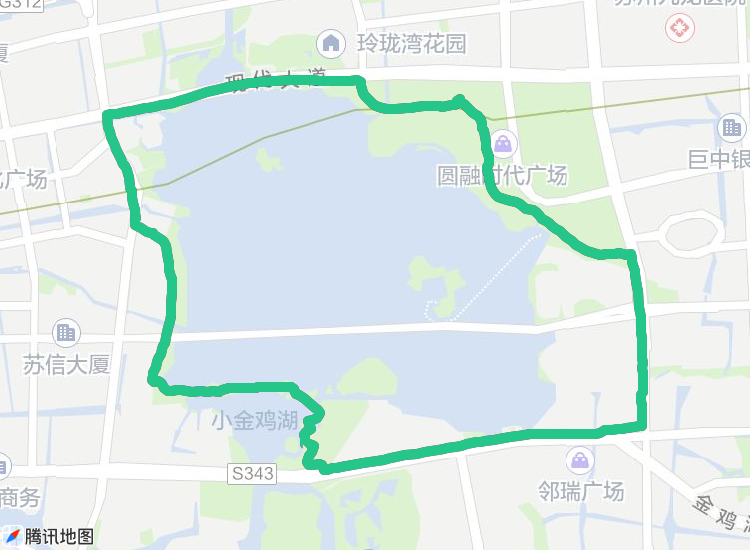 G312
苏州九龙医院
玲珑湾花园
现代大道
巨中银
圆融时代广场
广场
苏信大厦
小金鸡湖
S343
邻瑞广场
商务
金鸡湖
腾讯地图